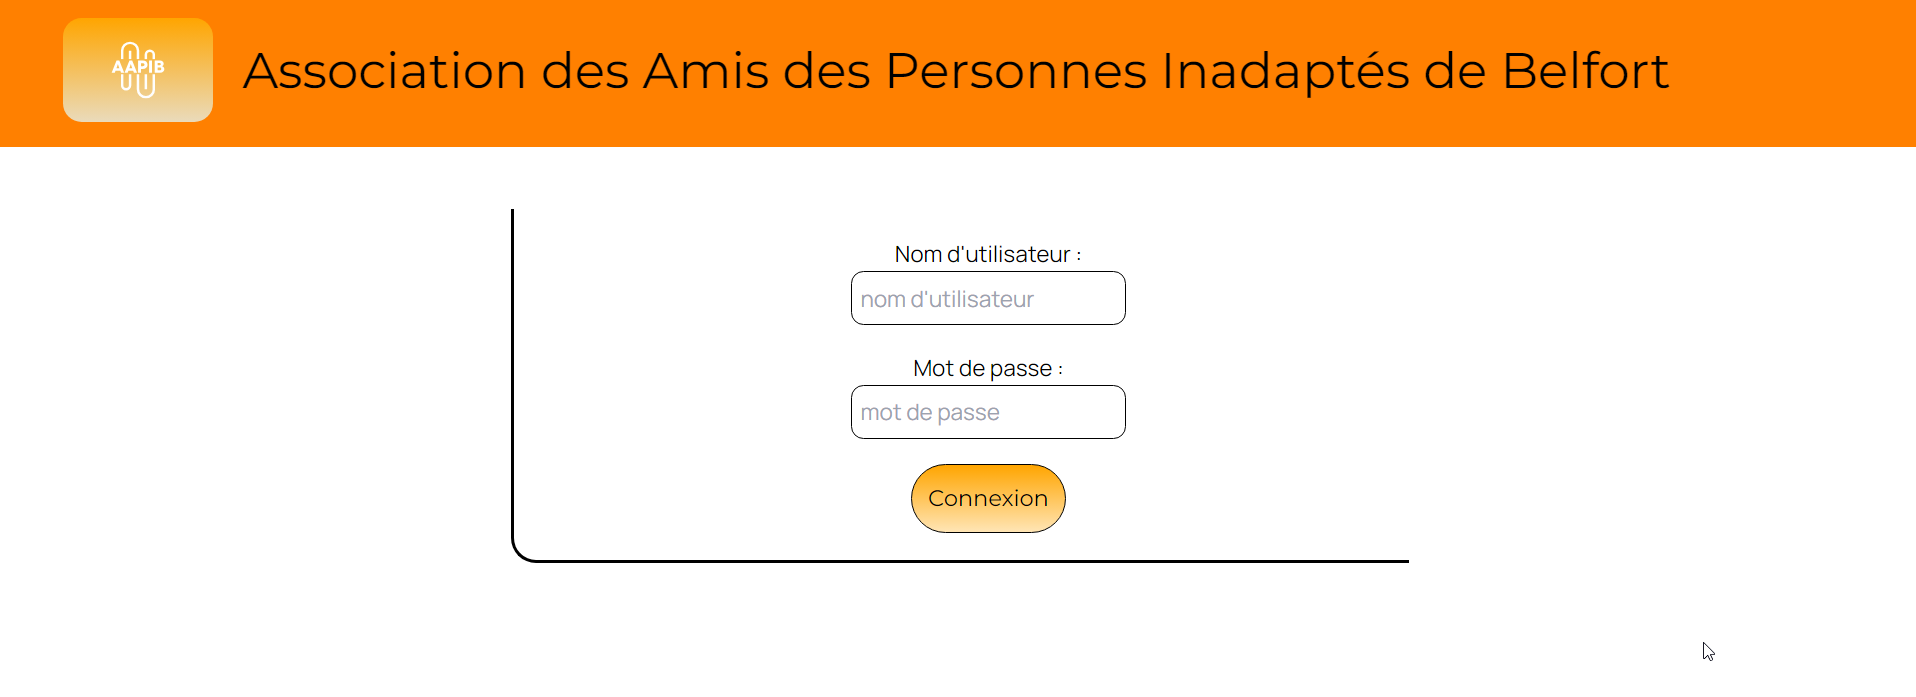 AAPIB
Association des Amis des Personnes Inadaptés de Belfort
Nom d'utilisateur :
nom d'utilisateur
Mot de passe :
mot de passe
Connexion